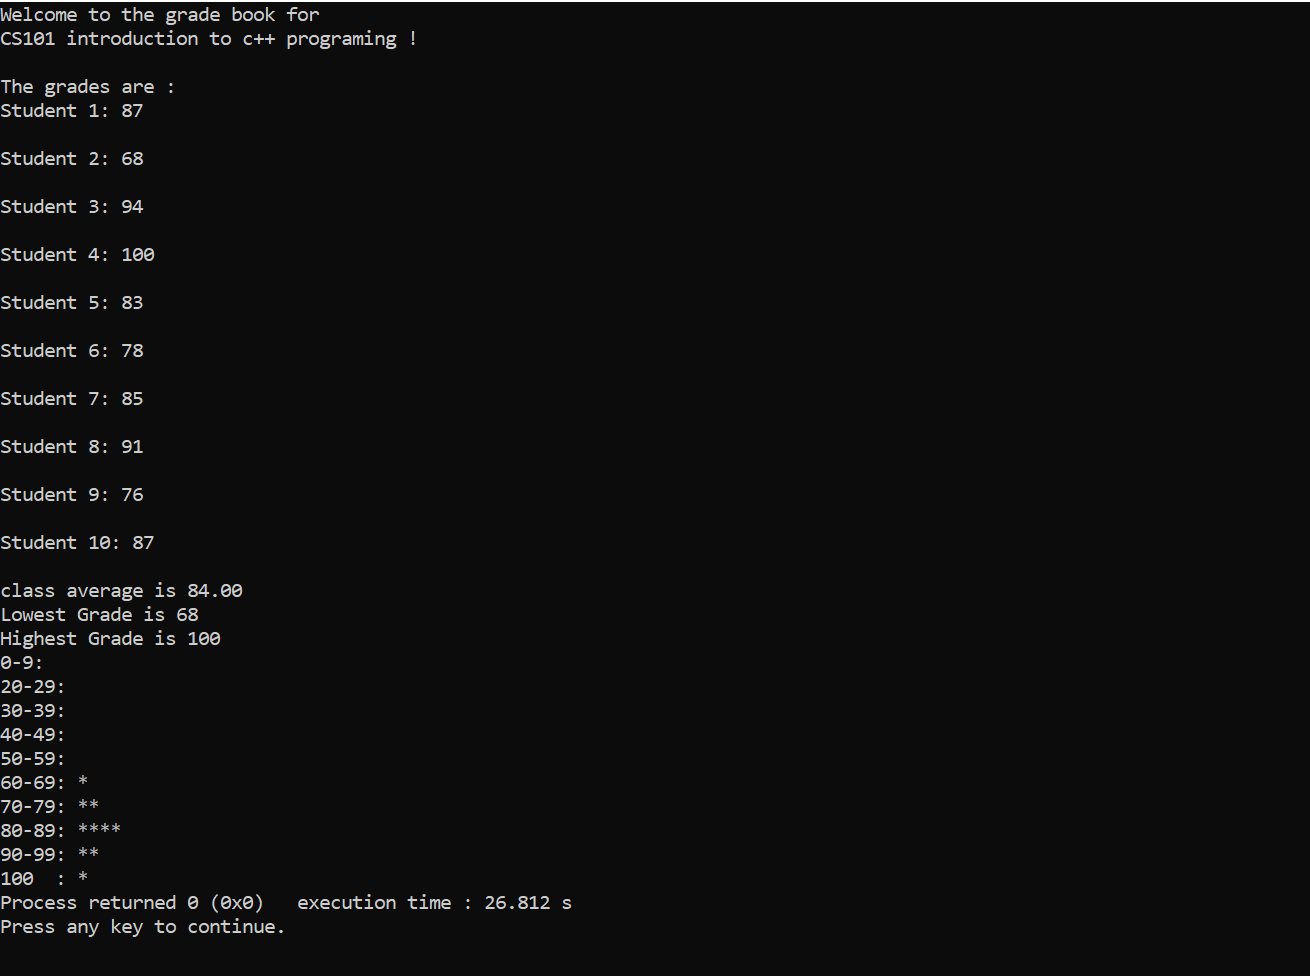 Welcome to the grade book for
CS101 introduction to c++ programing !
The grades are :
Student 1: 87
Student 2: 68
Student 3: 94
Student 4: 100
Student 5: 83
Student 6: 78
Student 7: 85
Student 8: 91
Student 9: 76
Student 10: 87
class average is 84.00
Lowest Grade is 68
Highest Grade is 100
0-9:
20-29:
30-39:
40-49:
50-59:
60-69: *
70-79: **
80-89: ****
90-99: **
100  : *
Process returned 0 (0x0)   execution time : 26.812 s
Press any key to continue.